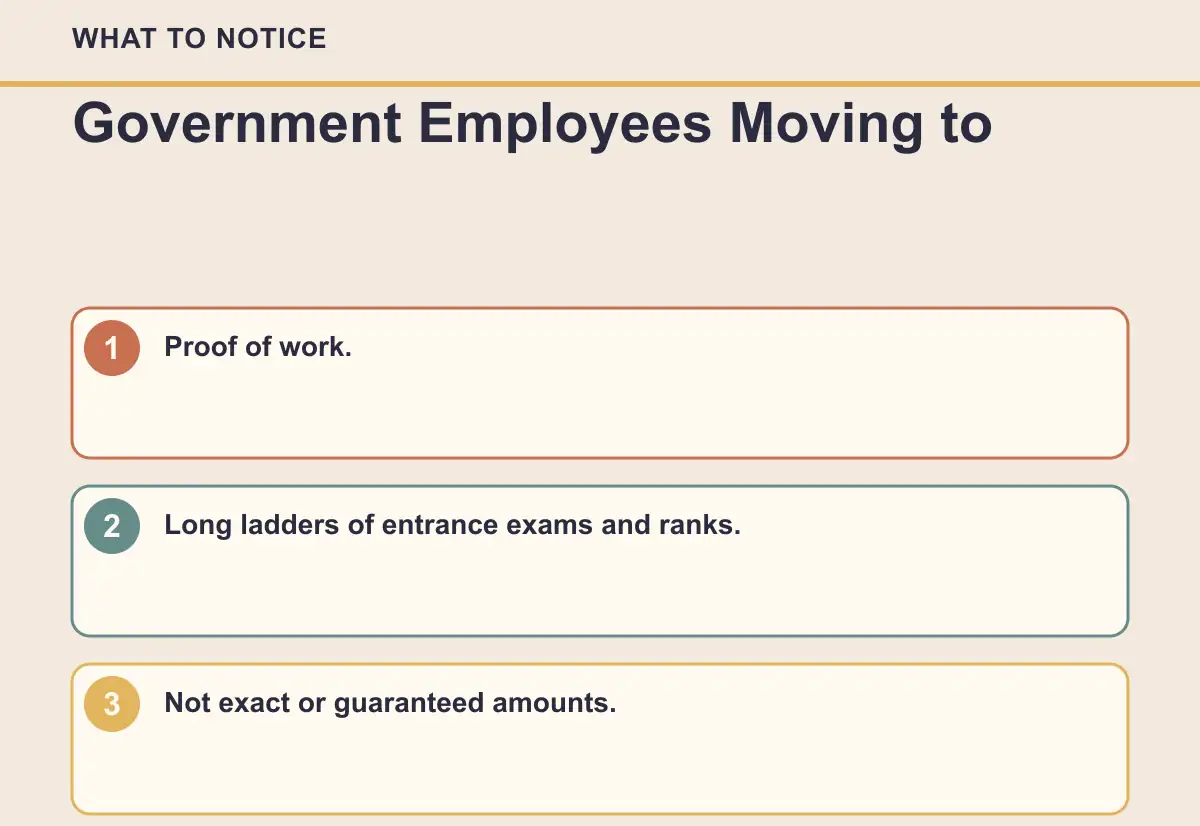 WHAT TO NOTICE
Government Employees Moving to
1 Proof of work.
2 Long ladders of entrance exams and ranks.
3 Not exact or guaranteed amounts.